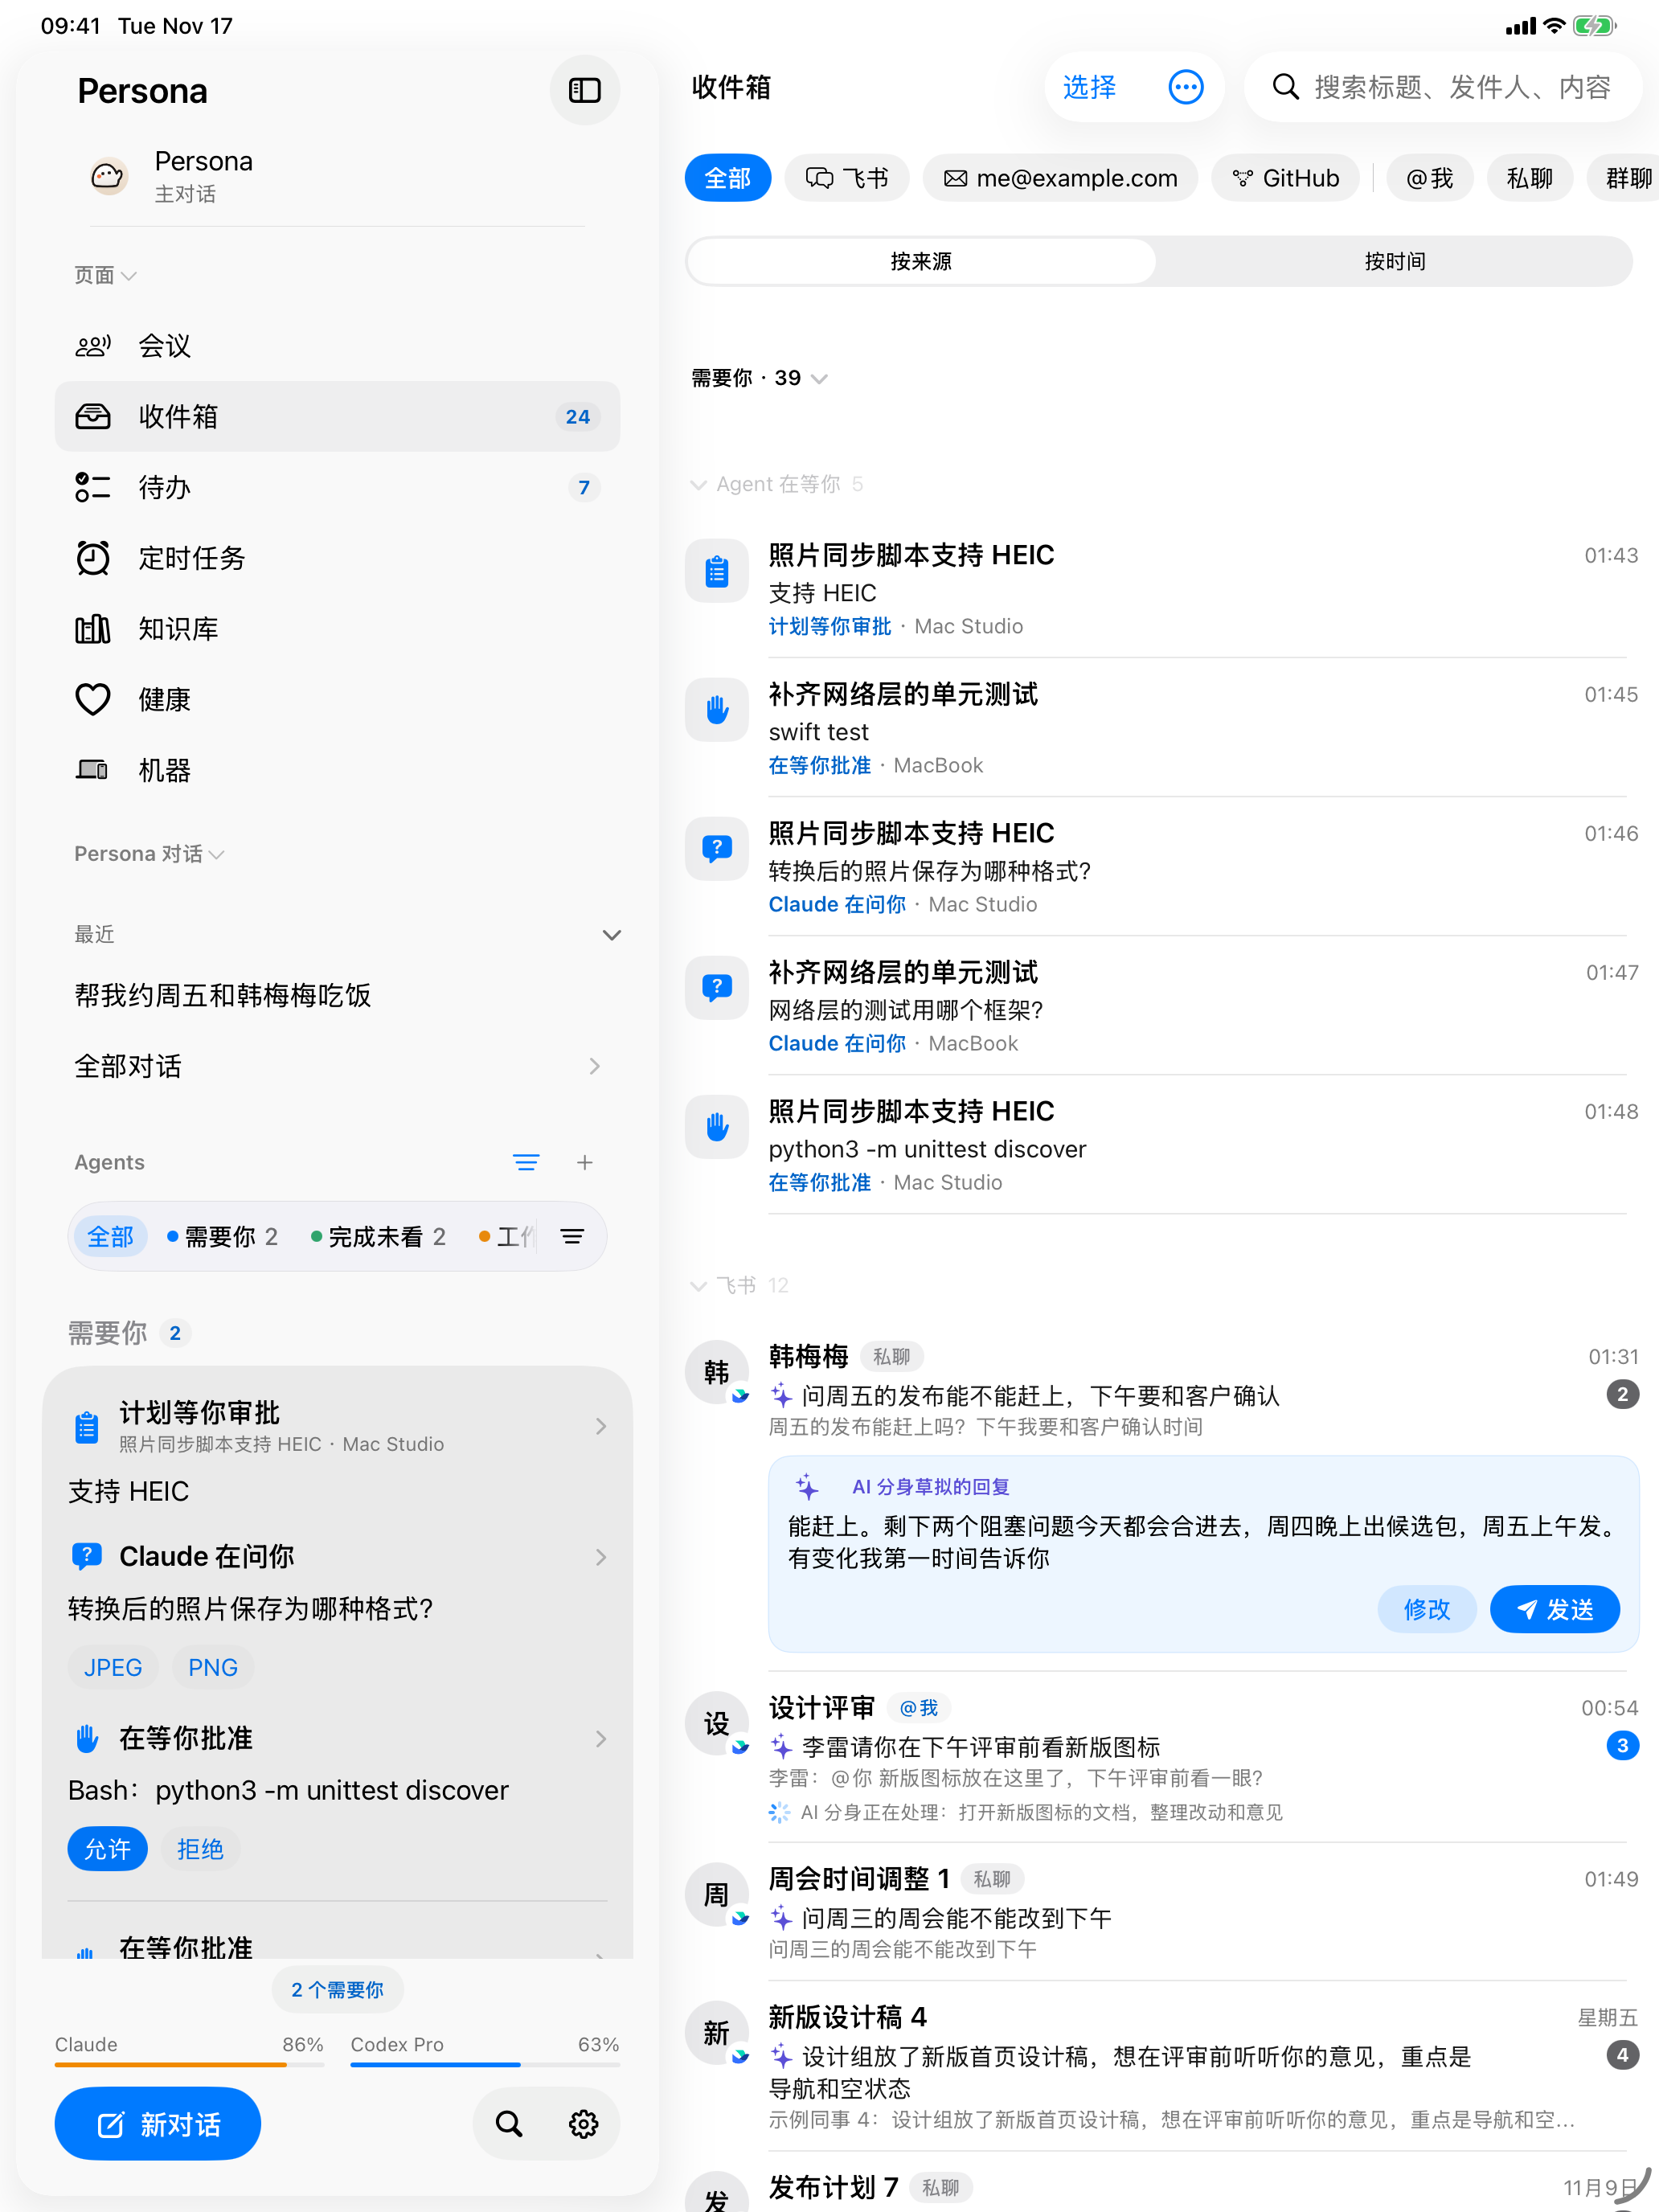 09:41 Tue Nov 17
Persona
Persona
主对话
页面
会议
收件箱 24
待办 7
定时任务
知识库
健康
机器
Persona 对话
最近
帮我约周五和韩梅梅吃饭
全部对话
Agents
全部 需要你 2 完成未看 2 工作
需要你 2
计划等你审批
照片同步脚本支持 HEIC · Mac Studio
支持 HEIC
Claude 在问你
转换后的照片保存为哪种格式?
JPEG PNG
在等你批准
Bash: python3 -m unittest discover
允许 拒绝
在等你批准
2 个需要你
Claude 86% Codex Pro 63%
新对话
收件箱
选择
搜索标题、发件人、内容
全部 飞书 me@example.com GitHub @我 私聊 群聊
按来源 按时间
需要你 · 39
Agent 在等你 5
照片同步脚本支持 HEIC 01:43
支持 HEIC
计划等你审批 · Mac Studio
补齐网络层的单元测试 01:45
swift test
在等你批准 · MacBook
照片同步脚本支持 HEIC 01:46
转换后的照片保存为哪种格式?
Claude 在问你 · Mac Studio
补齐网络层的单元测试 01:47
网络层的测试用哪个框架?
Claude 在问你 · MacBook
照片同步脚本支持 HEIC 01:48
python3 -m unittest discover
在等你批准 · Mac Studio
飞书 12
韩 韩梅梅 私聊 01:31
问周五的发布能不能赶上，下午要和客户确认 2
周五的发布能赶上吗？下午我要和客户确认时间
AI 分身草拟的回复
能赶上。剩下两个阻塞问题今天都会合进去，周四晚上出候选包，周五上午发。
有变化我第一时间告诉你
修改 发送
设 设计评审 @我 00:54
李雷请你在下午评审前看新版图标 3
李雷：@你 新版图标放在这里了，下午评审前看一眼?
AI 分身正在处理：打开新版图标的文档，整理改动和意见
周 周会时间调整 1 私聊 01:49
问周三的周会能不能改到下午
问周三的周会能不能改到下午
新 新版设计稿 4 星期五
设计组放了新版首页设计稿，想在评审前听听你的意见，重点是 4
导航和空状态
示例同事 4：设计组放了新版首页设计稿，想在评审前听听你的意见，重点是导航和空…
发 发布计划 7 私聊 11月9日